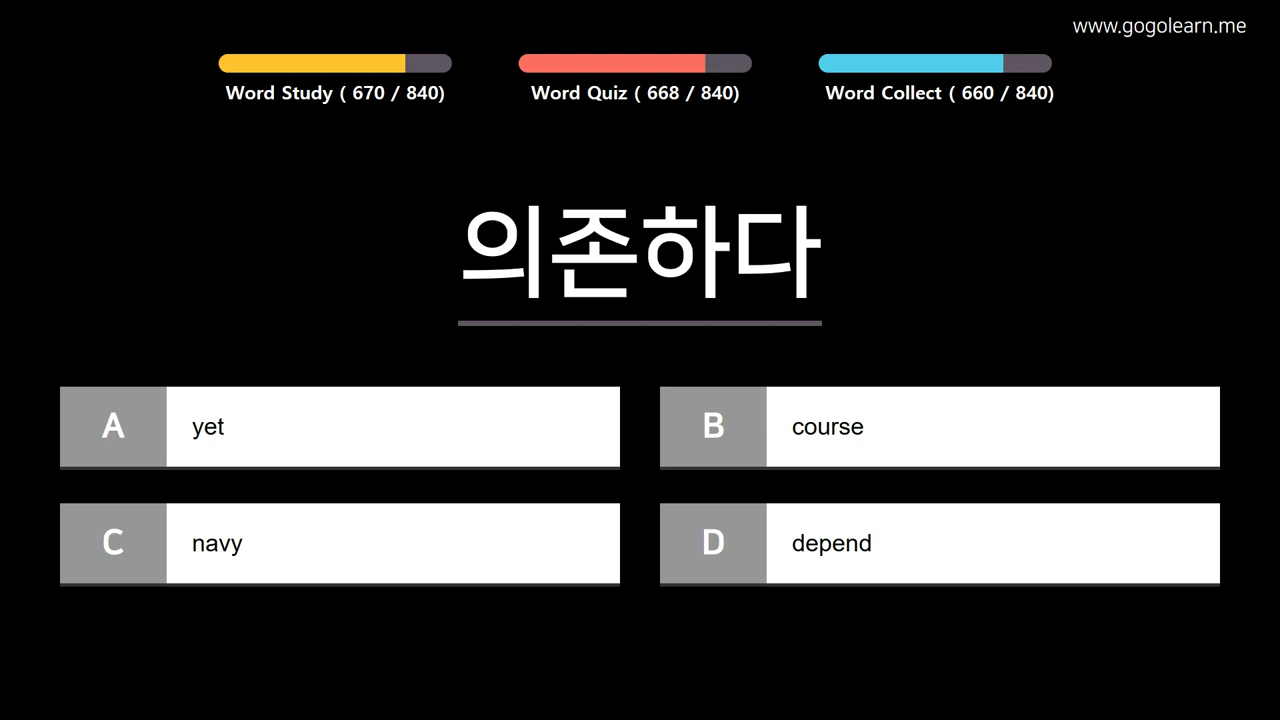 www.gogolearn.me
Word Study ( 670 / 840)
Word Quiz ( 668 / 840)
Word Collect ( 660 / 840)
의존하다
A yet
B course
C navy
D depend